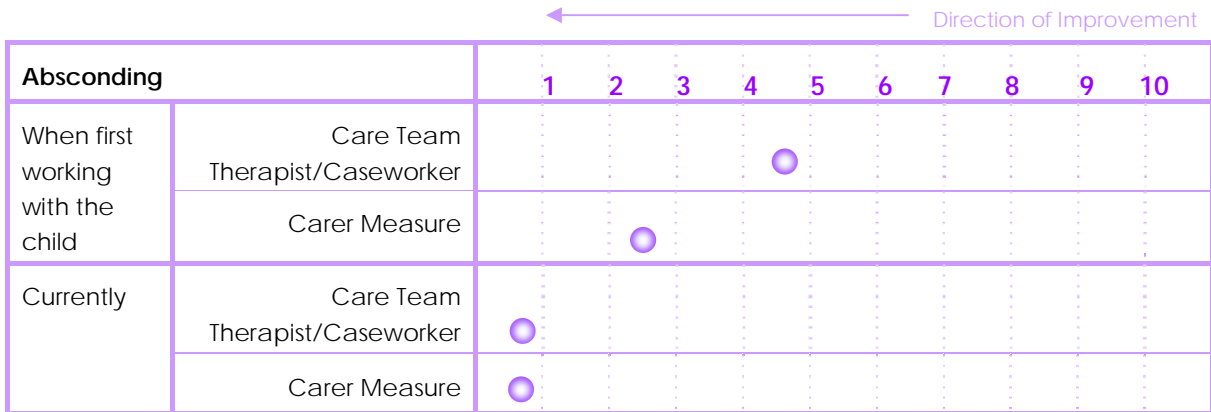 Direction of Improvement
Absconding
1 2 3 4 5 6 7 8 9 10
When first
working
with the
child
Care Team
Therapist/Caseworker
Carer Measure
Currently
Care Team
Therapist/Caseworker
Carer Measure